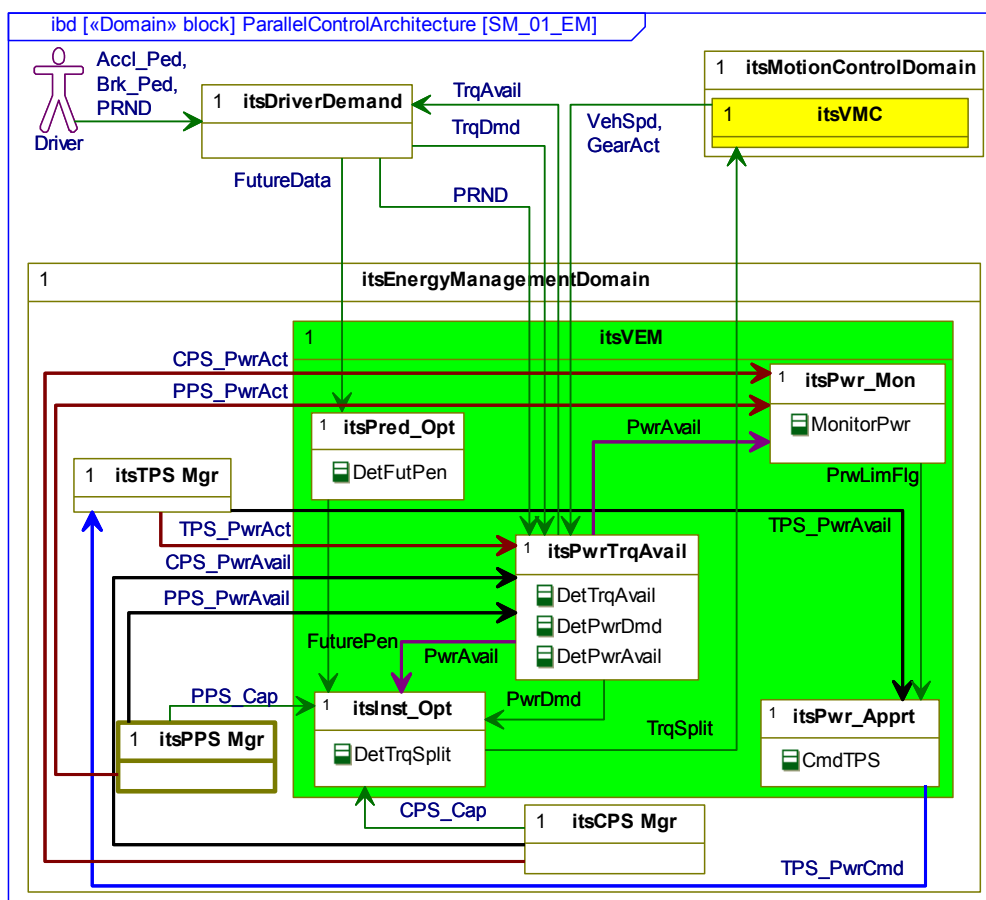 ibd [«Domain» block] ParallelControlArchitecture [SM_01_EM]
Accl_Ped,
Brk_Ped,
PRND
Driver
1 itsDriverDemand
TrqAvail
TrqDmd
VehSpd,
GearAct
1 itsMotionControlDomain
1 itsVMC
FutureData
PRND
1 itsEnergyManagementDomain
1 itsVEM
CPS_PwrAct
PPS_PwrAct
1 itsPwr_Mon
MonitorPwr
1 itsPred_Opt
DetFutPen
PwrAvail
PrwLimFlg
1 itsTPS Mgr
TPS_PwrAct
TPS_PwrAvail
CPS_PwrAvail
PPS_PwrAvail
1 itsPwrTrqAvail
DetTrqAvail
DetPwrDmd
DetPwrAvail
FuturePen
PwrAvail
PPS_Cap
PwrDmd
TrqSplit
1 itsInst_Opt
DetTrqSplit
1 itsPPS Mgr
1 itsPwr_Apprt
CmdTPS
CPS_Cap
1 itsCPS Mgr
TPS_PwrCmd